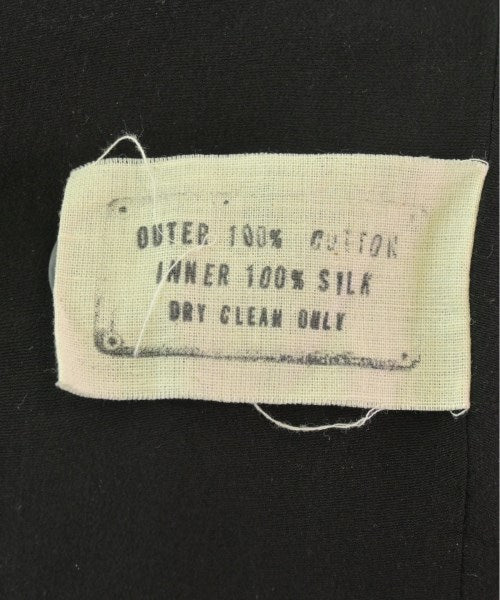 OUTER 100% COTTON
INNER 100% SILK
DRY CLEAN ONLY